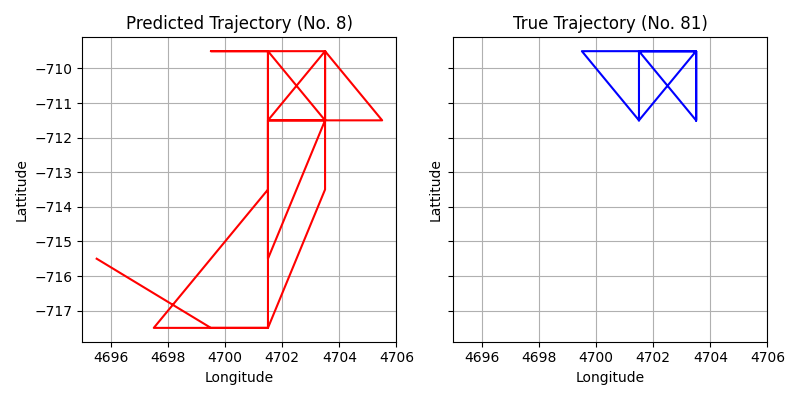 Predicted Trajectory (No. 8)
True Trajectory (No. 81)
Lattitude
−710
−711
−712
−713
−714
−715
−716
−717
4696 4698 4700 4702 4704 4706
Longitude
Lattitude
4696 4698 4700 4702 4704 4706
Longitude